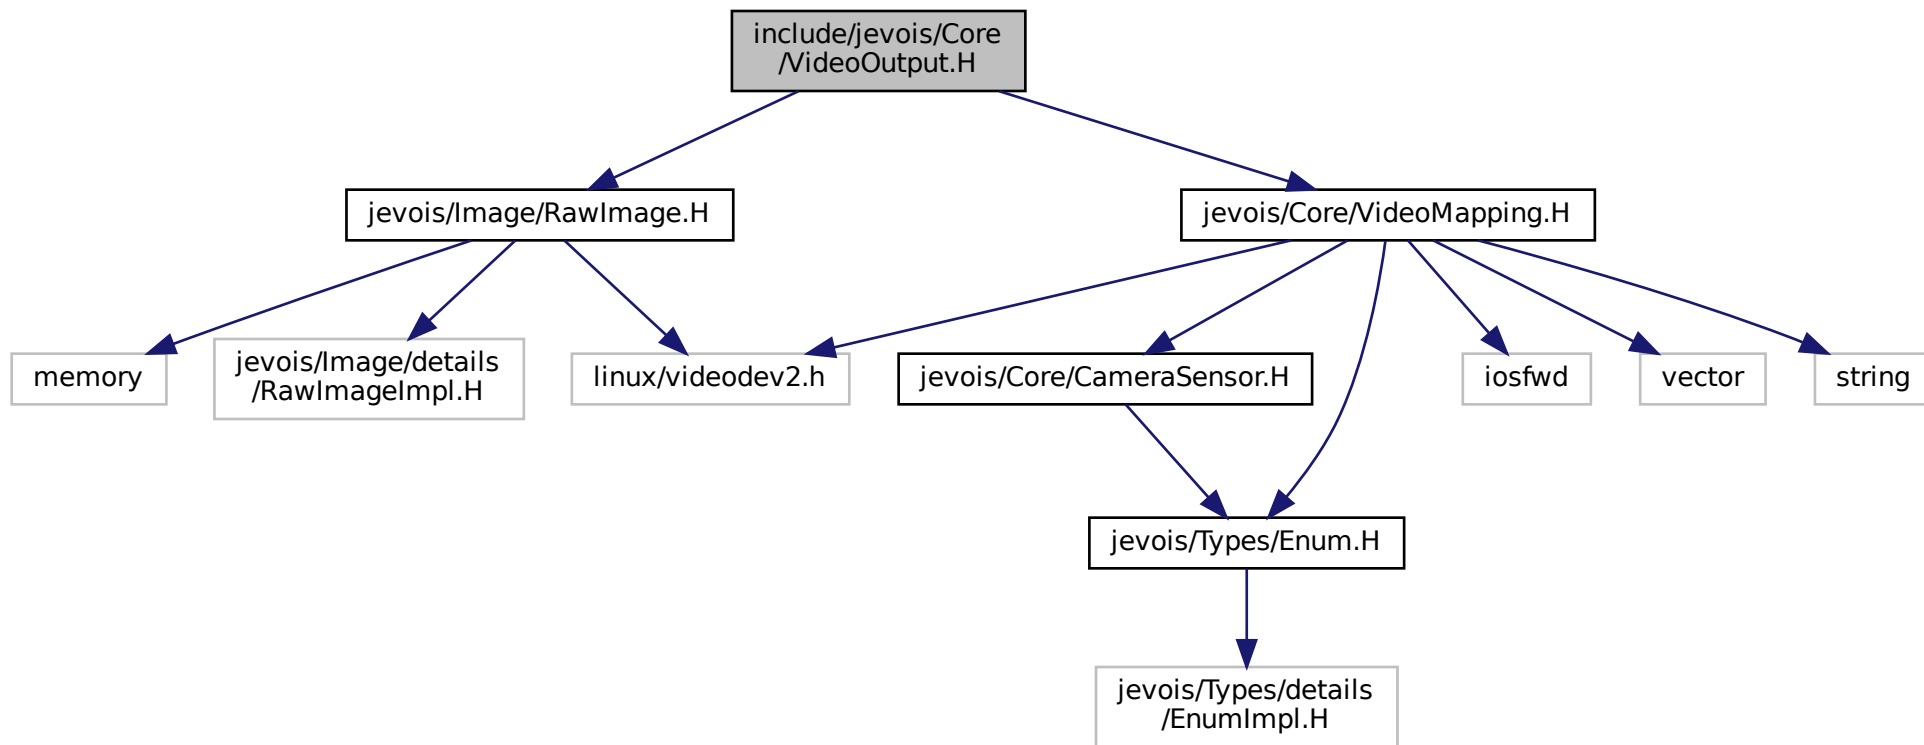 include/jevois/Core
/VideoOutput.H
jevois/Image/RawImage.H
jevois/Core/VideoMapping.H
memory
jevois/Image/details
/RawImageImpl.H
linux/videodev2.h
jevois/Core/CameraSensor.H
iosfwd
vector
string
jevois/Types/Enum.H
jevois/Types/details
/EnumImpl.H